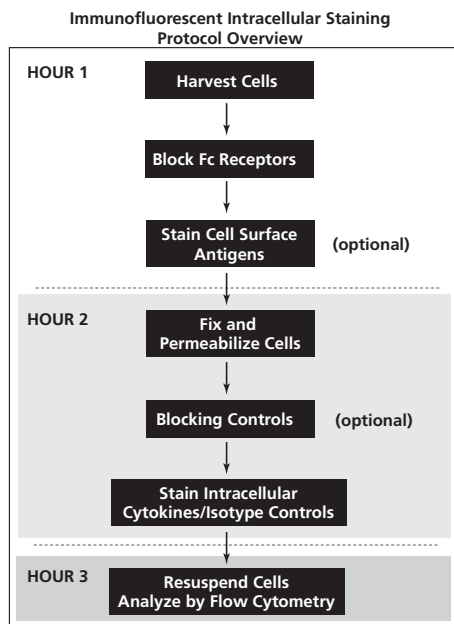 Immunofluorescent Intracellular Staining
Protocol Overview
HOUR 1
Harvest Cells
Block Fc Receptors
Stain Cell Surface
Antigens
(optional)
HOUR 2
Fix and
Permeabilize Cells
Blocking Controls
(optional)
Stain Intracellular
Cytokines/Isotype Controls
HOUR 3
Resuspend Cells
Analyze by Flow Cytometry